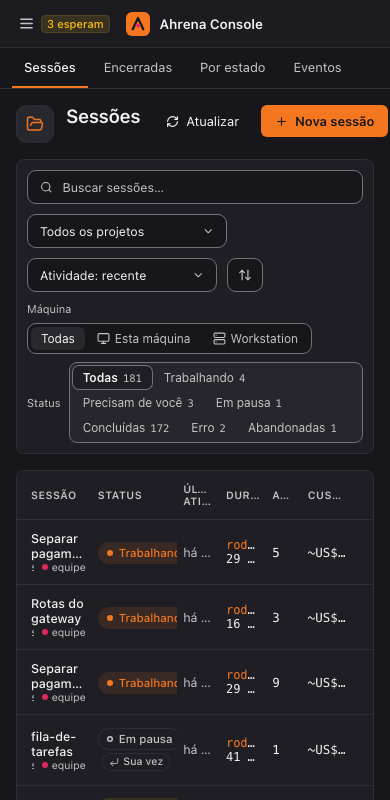 3 esperam
Ahrena Console
Sessões
Encerradas
Por estado
Eventos
Sessões
Atualizar
Nova sessão
Buscar sessões...
Todos os projetos
Atividade: recente
Máquina
Todas
Esta máquina
Workstation
Status
Todas 181
Trabalhando 4
Precisam de você 3
Em pausa 1
Concluídas 172
Erro 2
Abandonadas 1
SESSÃO
STATUS
ÚL...
ATI...
DUR...
A...
CUS...
Separar
pagam...
equipe
Trabalhand
há ...
rod...
29 ...
5
~US$...
Rotas do
gateway
equipe
Trabalhand
há ...
rod...
16 ...
3
~US$...
Separar
pagam...
equipe
Trabalhand
há ...
rod...
29 ...
9
~US$...
fila-de-
tarefas
equipe
Em pausa
Sua vez
há ...
rod...
41 ...
1
~US$...